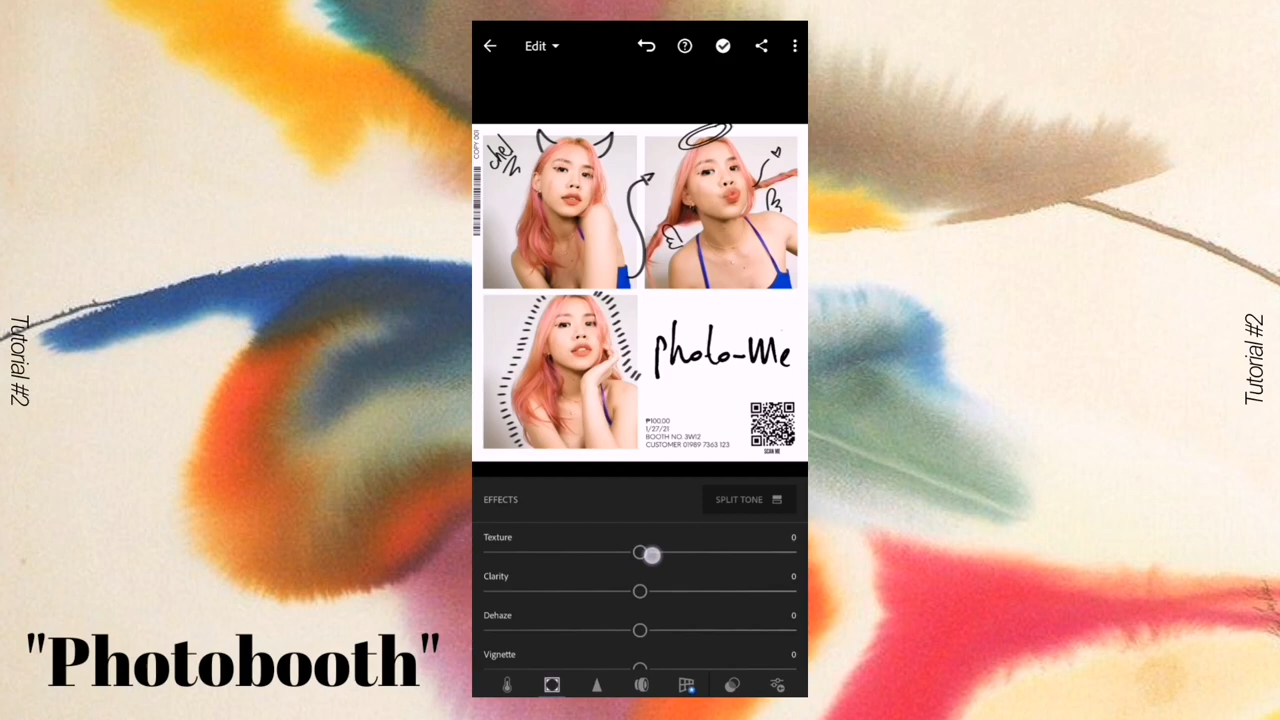 Edit
COPY 001
che!
photo-me
₱100.00
1/27/21
BOOTH NO. 3W12
CUSTOMER 01989 7363 123
SCAN ME
EFFECTS
SPLIT TONE
Texture 0
Clarity 0
Dehaze 0
Vignette 0
Tutorial #2
Tutorial #2
"Photobooth"